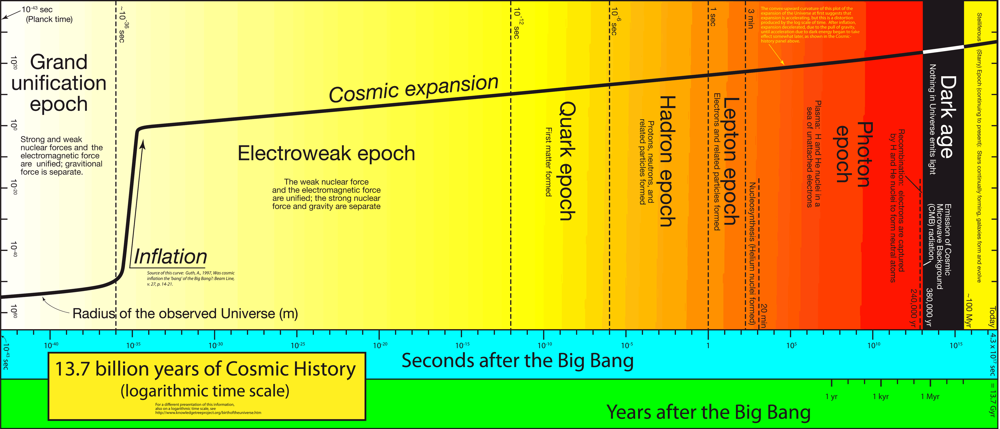 10⁻⁴³ sec
(Planck time)
~10⁻³⁶ sec
10⁻¹² sec
10⁻⁶ sec
1 sec
3 min
The convex-upward curvature of this plot of the
expansion of the Universe at first suggests that
expansion is accelerating, but this is a distortion
produced by the log scale of time.  After inflation,
expansion decelerated, due to the pull of gravity,
until acceleration due to dark energy began to take
effect somewhat later, as shown in the Cosmic-
history panel above.
10²⁰
10⁰
10⁻²⁰
10⁻⁴⁰
10⁶⁰
Grand
unification
epoch
Strong and weak
nuclear forces and the
electromagnetic force
are unified; gravitional
force is separate.
Cosmic expansion
Electroweak epoch
The weak nuclear force
and the electromagnetic force
are unified; the strong nuclear
force and gravity are separate
Inflation
Source of this curve: Guth, A., 1997, Was cosmic
inflation the 'bang' of the Big Bang?: Beam Line,
v. 27, p. 14-21.
Radius of the observed Universe (m)
Quark epoch
First matter formed
Hadron epoch
Protons, neutrons, and
related particles formed
Lepton epoch
Electrons and related particles formed
Nucleosynthesis (Helium nuclei formed)
20 min
Photon
epoch
Plasma: H and He nuclei in a
sea of unattached electrons
Recombination: electrons are captured
by H and He nuclei to form neutral atoms
240,000 yr
Dark age
Nothing in Universe emits light
Emission of Cosmic
Microwave Background
(CMB) radiation
380,000 yr
Stelliferous (Starry) Epoch (continuing to present): Stars continually forming, galaxies form and evolve
~100 Myr
Today
10⁻⁴³ sec
10⁻⁴⁰
10⁻³⁵
10⁻³⁰
10⁻²⁵
10⁻²⁰
10⁻¹⁵
10⁻¹⁰
10⁻⁵
1
10⁵
10¹⁰
10¹⁵
4.3 x 10¹⁷ sec = 13.7 Gyr
Seconds after the Big Bang
13.7 billion years of Cosmic History
(logarithmic time scale)
For a different presentation of this information,
also on a logarithmic time scale, see
http://www.knowledgetreeproject.org/birthoftheuniverse.htm
1 yr
1 kyr
1 Myr
Years after the Big Bang